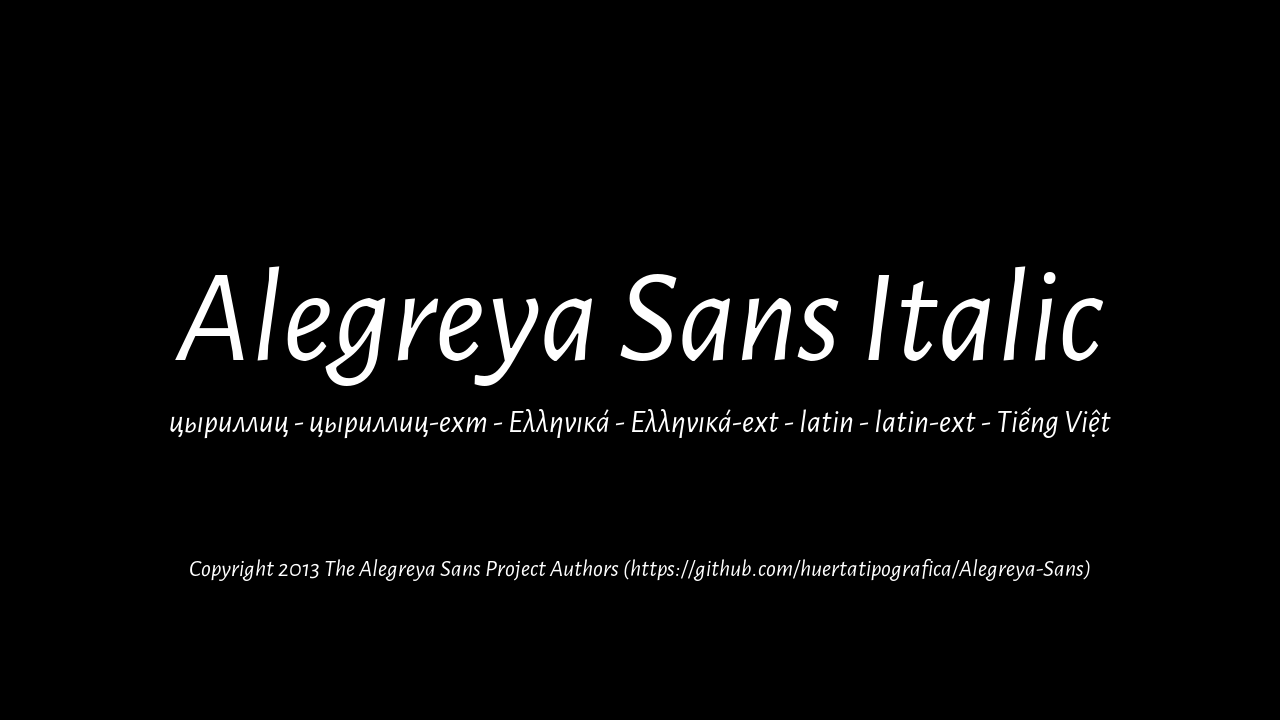 Alegreya Sans Italic
цыриллиц - цыриллиц-ext - Ελληνικά - Ελληνικά-ext - latin - latin-ext - Tiếng Việt
Copyright 2013 The Alegreya Sans Project Authors (https://github.com/huertatipografica/Alegreya-Sans)